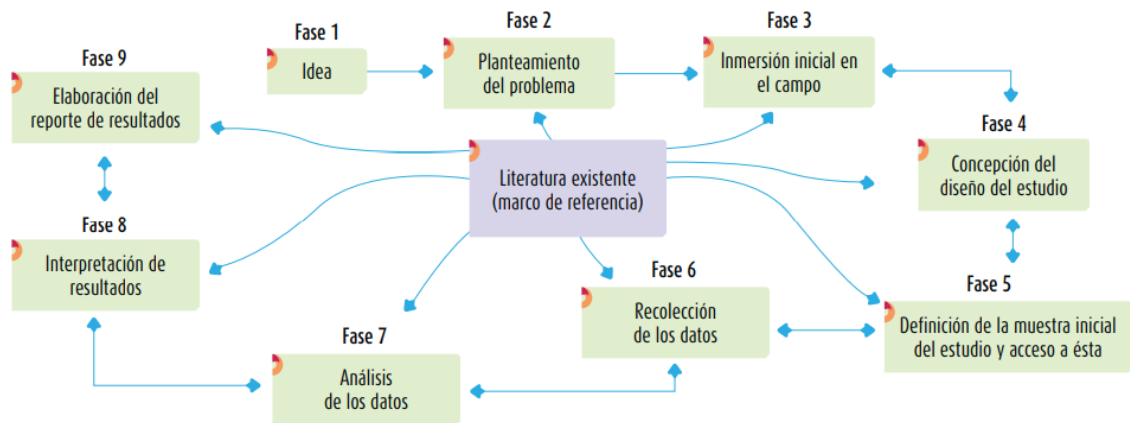 Fase 1
Idea
Fase 2
Planteamiento
del problema
Fase 3
Inmersión inicial en
el campo
Fase 4
Concepción del
diseño del estudio
Fase 5
Definición de la muestra inicial
del estudio y acceso a ésta
Fase 6
Recolección
de los datos
Fase 7
Análisis
de los datos
Fase 8
Interpretación de
resultados
Fase 9
Elaboración del
reporte de resultados
Literatura existente
(marco de referencia)